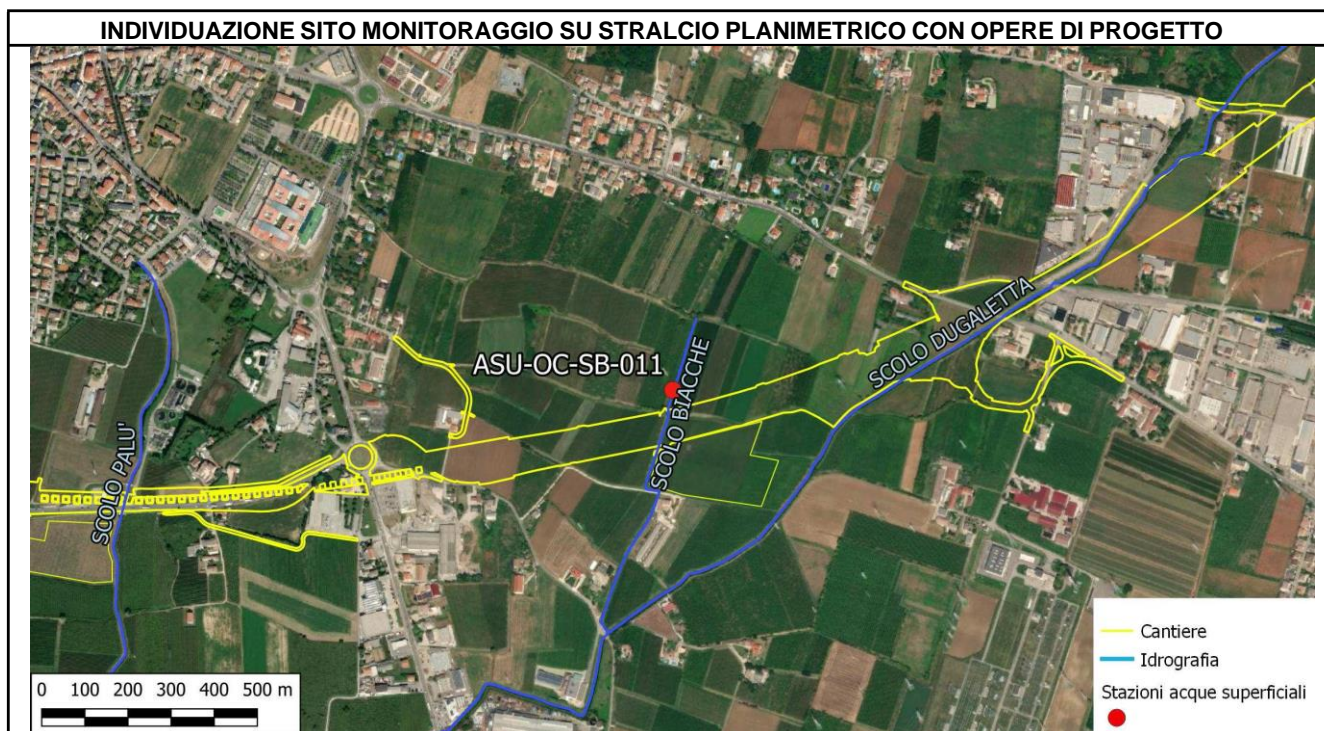 INDIVIDUAZIONE SITO MONITORAGGIO SU STRALCIO PLANIMETRICO CON OPERE DI PROGETTO
ASU-OC-SB-011
SCOLO BIACCHE
SCOLO DUGALETTA
SCOLO PALU'
0 100 200 300 400 500 m
Cantiere
Idrografia
Stazioni acque superficiali